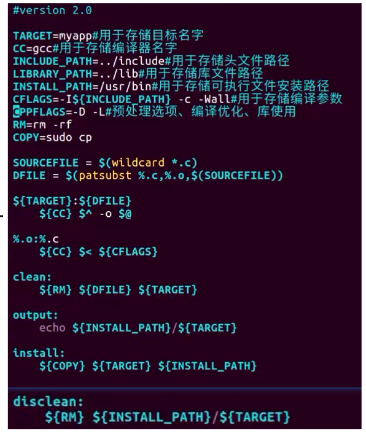 #version 2.0
TARGET=myapp#用于存储目标名字
CC=gcc#用于存储编译器名字
INCLUDE_PATH=../include#用于存储头文件路径
LIBRARY_PATH=../lib#用于存储库文件路径
INSTALL_PATH=/usr/bin#用于存储可执行文件安装路径
CFLAGS=-I${INCLUDE_PATH} -c -Wall#用于存储编译参数
CPPFLAGS=-D -L#预处理选项、编译优化、库使用
RM=rm -rf
COPY=sudo cp
SOURCEFILE = $(wildcard *.c)
DFILE = $(patsubst %.c,%.o,$(SOURCEFILE))
${TARGET}:${DFILE}
${CC} $^ -o $@
%.o:%.c
${CC} $< ${CFLAGS}
clean:
${RM} ${DFILE} ${TARGET}
output:
echo ${INSTALL_PATH}/${TARGET}
install:
${COPY} ${TARGET} ${INSTALL_PATH}
disclean:
${RM} ${INSTALL_PATH}/${TARGET}